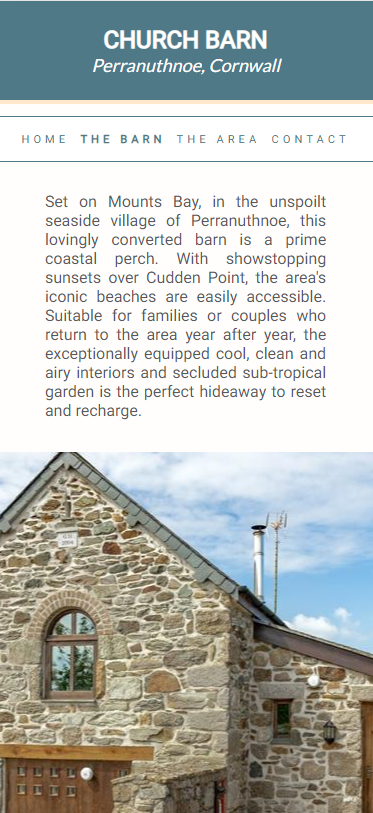 CHURCH BARN
Perranuthnoe, Cornwall
HOME THE BARN THE AREA CONTACT
Set on Mounts Bay, in the unspoilt
seaside village of Perranuthnoe, this
lovingly converted barn is a prime
coastal perch. With showstopping
sunsets over Cudden Point, the area's
iconic beaches are easily accessible.
Suitable for families or couples who
return to the area year after year, the
exceptionally equipped cool, clean and
airy interiors and secluded sub-tropical
garden is the perfect hideaway to reset
and recharge.